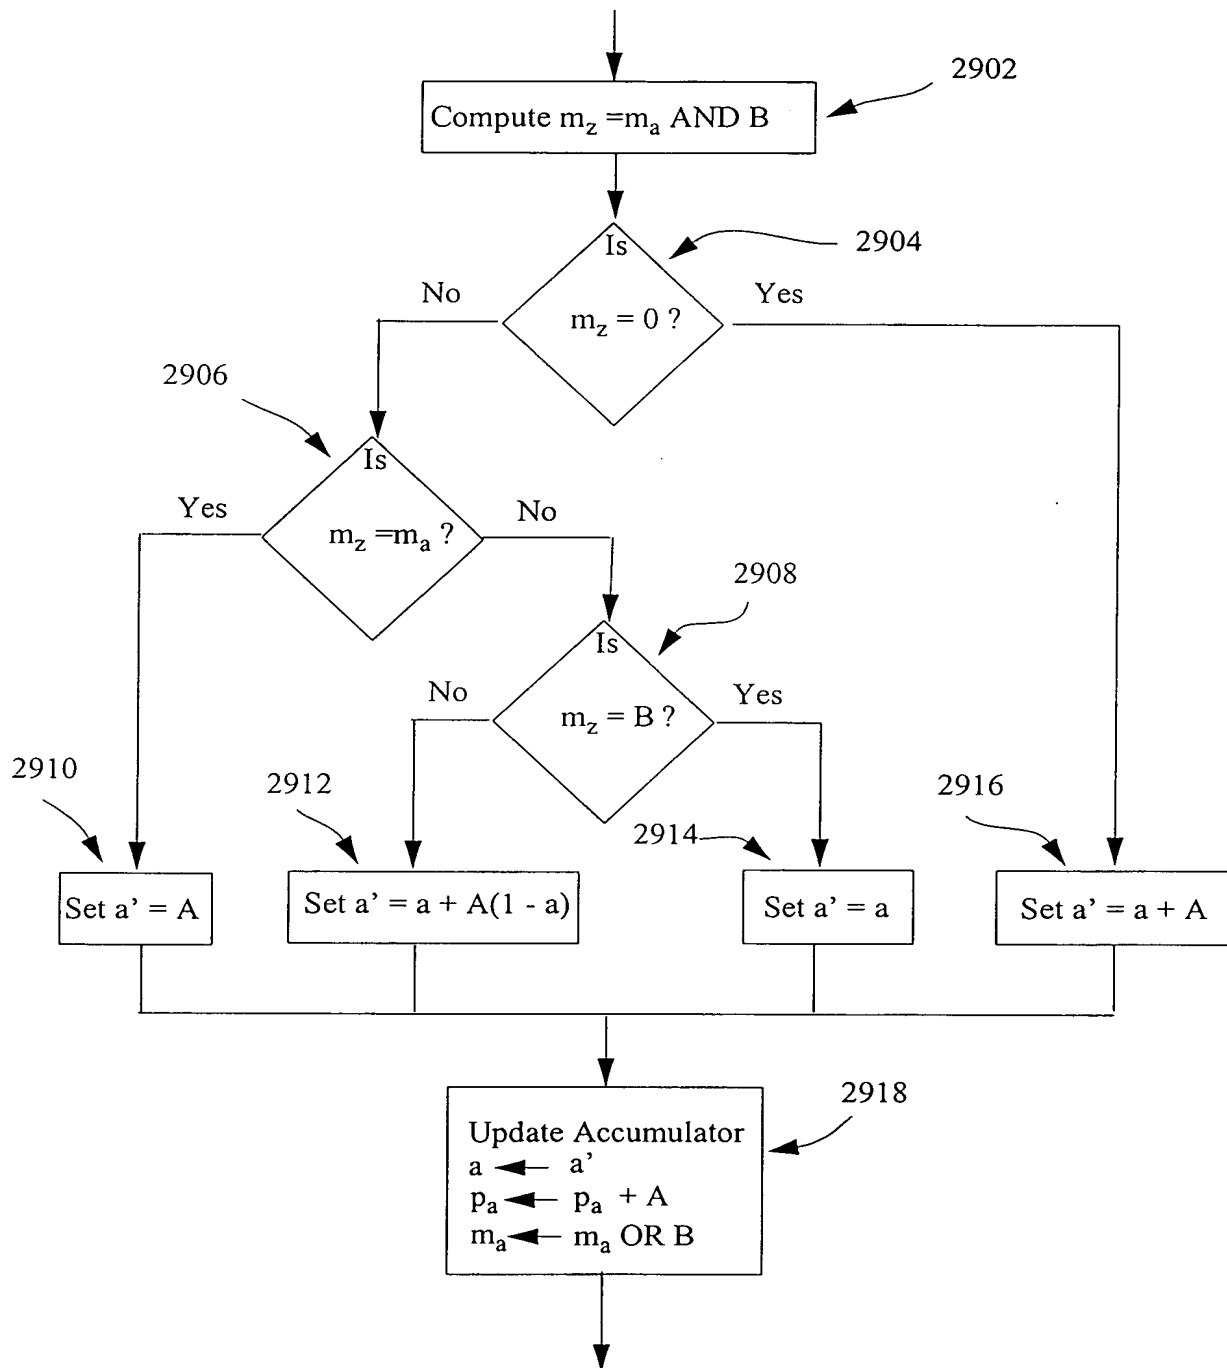 2902
Compute m_z =m_a AND B
2904
Is
m_z = 0 ?
No
Yes
2906
Is
m_z =m_a ?
Yes
No
2908
Is
m_z = B ?
No
Yes
2910
2912
2914
2916
Set a' = A
Set a' = a + A(1 - a)
Set a' = a
Set a' = a + A
2918
Update Accumulator
a ← a'
p_a ← p_a + A
m_a ← m_a OR B